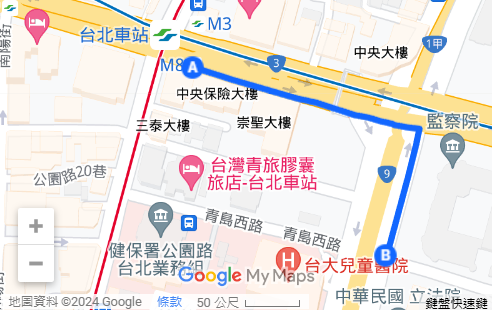 M3
台北車站
南陽街
M8
A
3
1甲
中央大樓
中央保險大樓
三泰大樓
崇聖大樓
監察院
公園路20巷
台灣青旅膠囊
旅店-台北車站
9
青島西路
青島西路
健保署公園路
台北業務組
B
H
台大兒童醫院
Google My Maps
中華民國 立法院
+
−
地圖資料 ©2024 Google
條款
50 公尺
鍵盤快速鍵